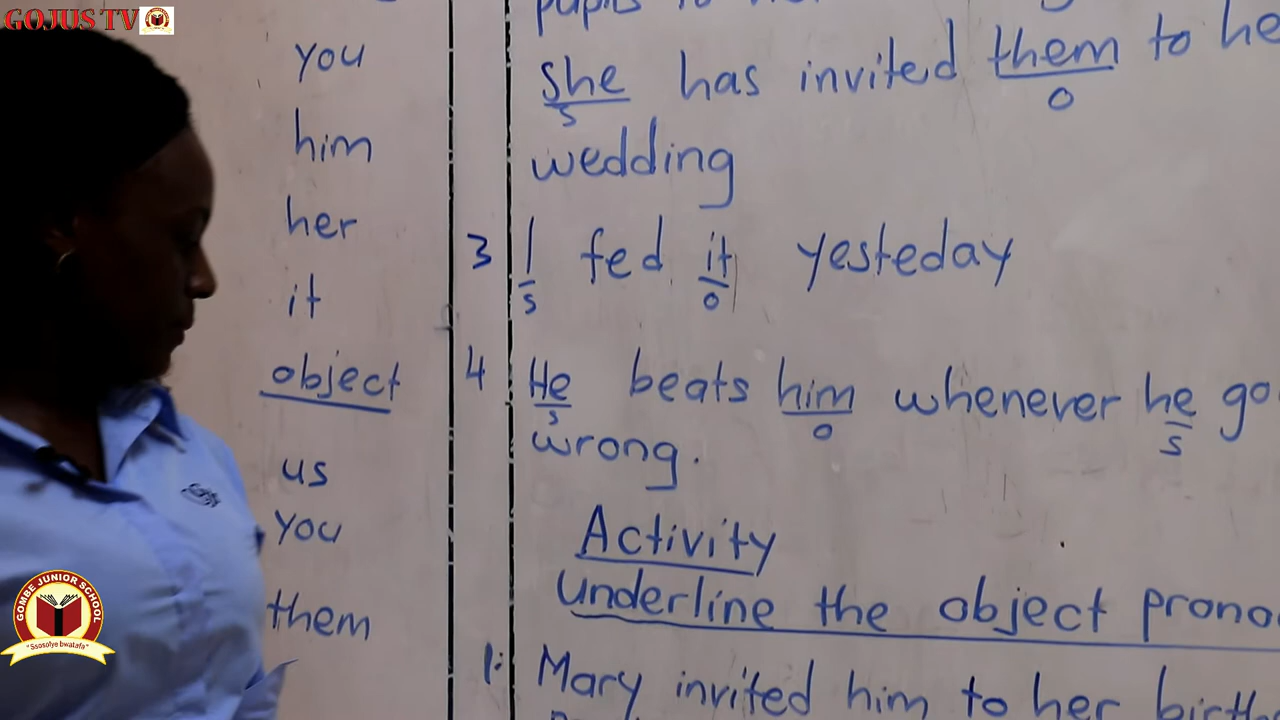 GOJUS TV
you
him
her
it
object
us
you
them
she has invited them to he
s o
wedding
3 I fed it yesteday
s o
4 He beats him whenever he go
s o s
wrong.
Activity
Underline the object prono
1: Mary invited him to her birth
GOMBE JUNIOR SCHOOL
"Ssosolye bwatafa"